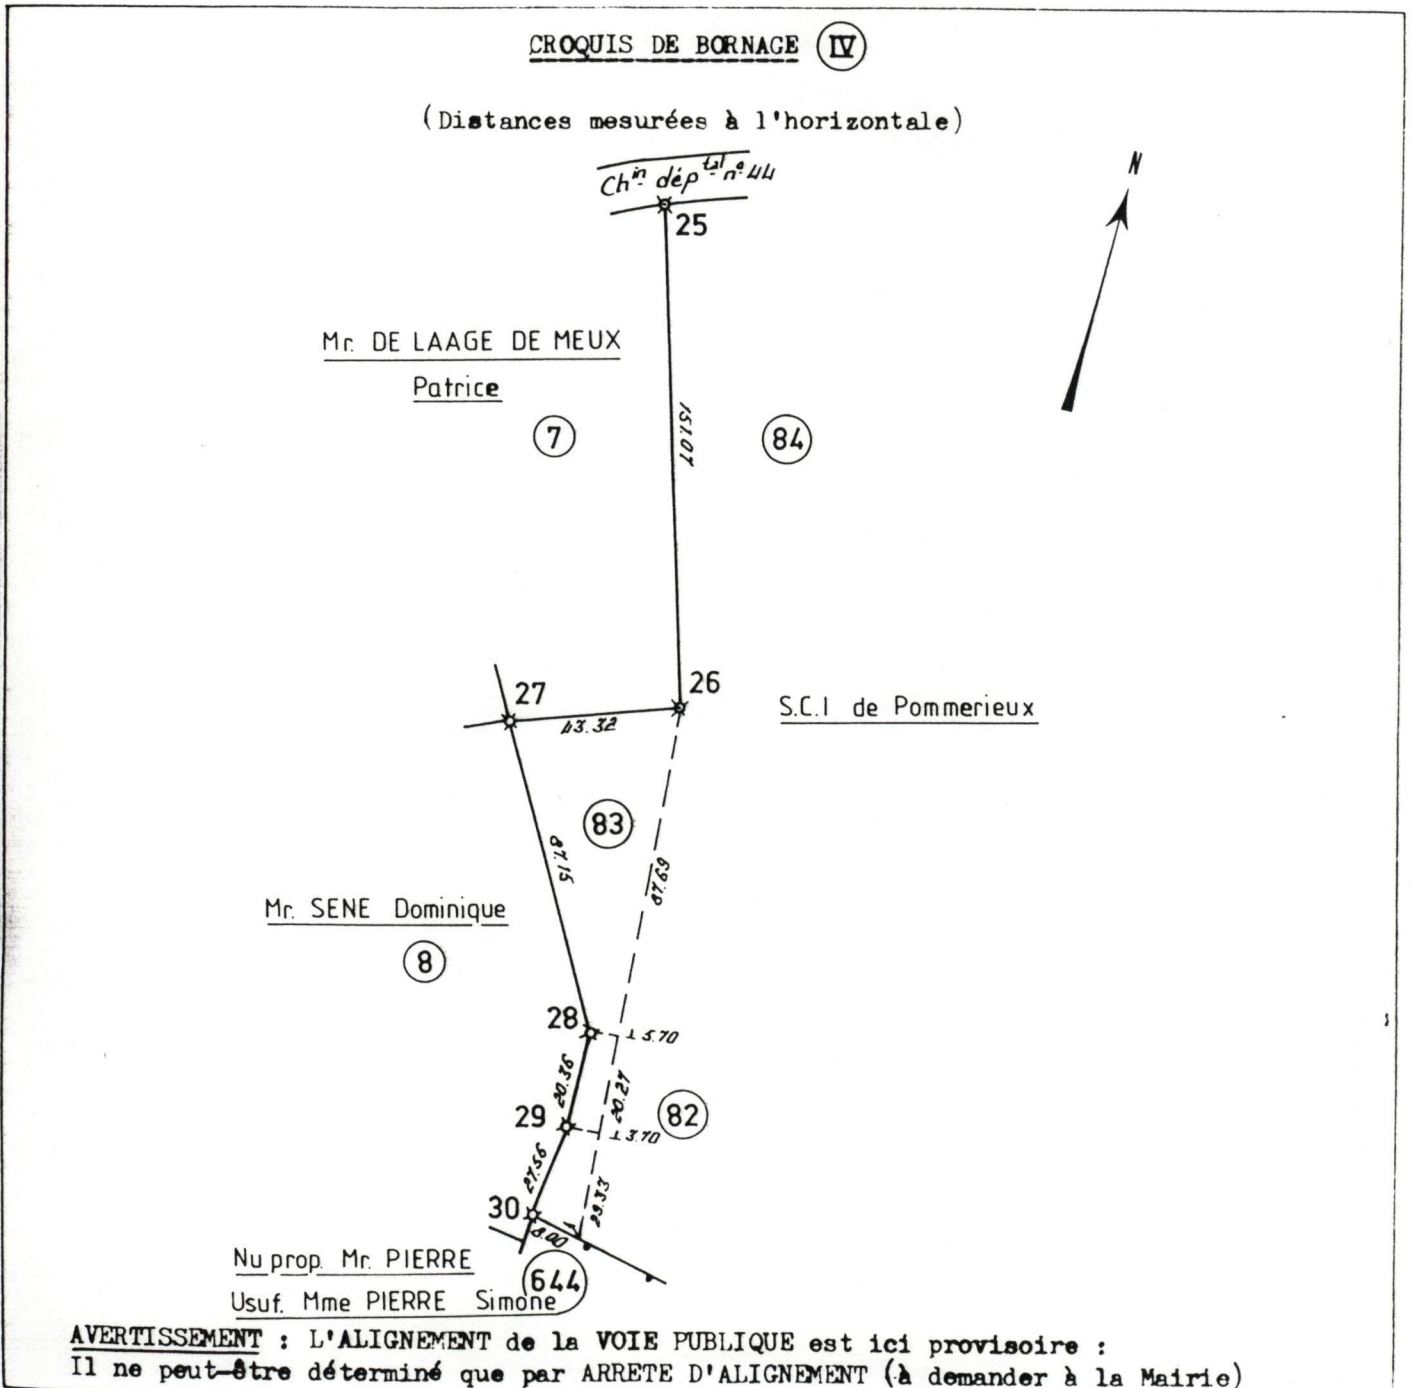 CROQUIS DE BORNAGE IV
(Distances mesurées à l'horizontale)
Chin dép tal no 44
N
25
Mr. DE LAAGE DE MEUX
Patrice
7
151.07
84
26
27
43.32
S.C.I de Pommerieux
83
87.15
87.69
Mr. SENE Dominique
8
28
5.70
20.36
20.27
82
29
3.70
27.56
29.33
30
8.00
Nu prop. Mr. PIERRE
644
Usuf. Mme PIERRE Simone
AVERTISSEMENT : L'ALIGNEMENT de la VOIE PUBLIQUE est ici provisoire :
Il ne peut-être déterminé que par ARRETE D'ALIGNEMENT (à demander à la Mairie)